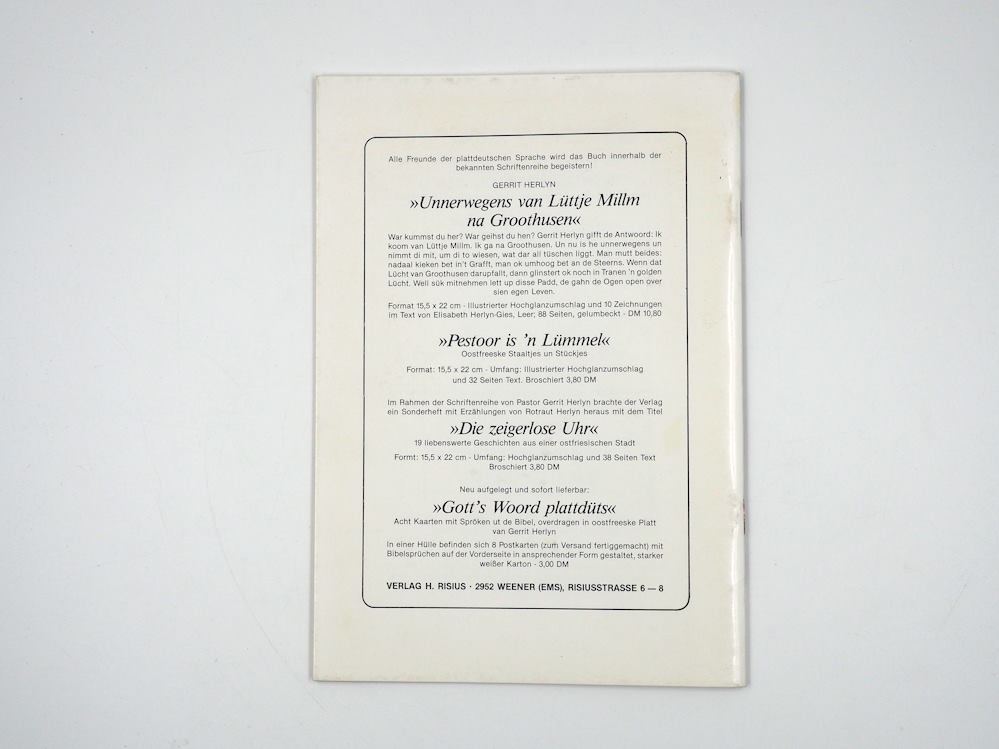 Alle Freunde der plattdeutschen Sprache wird das Buch innerhalb der
bekannten Schriftenreihe begeistern!
GERRIT HERLYN
»Unnerwegens van Lüttje Millm
na Groothusen«
War kummst du her? War geihst du hen? Gerrit Herlyn gifft de Antwoord: Ik
koom van Lüttje Millm. Ik ga na Groothusen. Un nu is he unnerwegens un
nimmt di mit, um di to wiesen, wat dar all tüschen liggt. Man mutt beides:
nadaal kieken bet in't Grafft, man ok umhoog bet an de Steerns. Wenn dat
Lücht van Groothusen darupfallt, dann glinstert ok noch in Tranen 'n golden
Lücht. Well sük mitnehmen lett up disse Padd, de gahn de Ogen open over
sien egen Leven.
Format 15,5 x 22 cm - Illustrierter Hochglanzumschlag und 10 Zeichnungen
im Text von Elisabeth Herlyn-Gies, Leer; 88 Seiten, gelumbeckt - DM 10,80
»Pestoor is 'n Lümmel«
Oostfreeske Staaltjes un Stückjes
Format: 15,5 x 22 cm - Umfang: Illustrierter Hochglanzumschlag
und 32 Seiten Text. Broschiert 3,80 DM
Im Rahmen der Schriftenreihe von Pastor Gerrit Herlyn brachte der Verlag
ein Sonderheft mit Erzählungen von Rotraut Herlyn heraus mit dem Titel
»Die zeigerlose Uhr«
19 liebenswerte Geschichten aus einer ostfriesischen Stadt
Formt: 15,5 x 22 cm - Umfang: Hochglanzumschlag und 38 Seiten Text
Broschiert 3,80 DM
Neu aufgelegt und sofort lieferbar:
»Gott's Woord plattdüts«
Acht Kaarten mit Spröken ut de Bibel, overdragen in oostfreeske Platt
van Gerrit Herlyn
In einer Hülle befinden sich 8 Postkarten (zum Versand fertiggemacht) mit
Bibelsprüchen auf der Vorderseite in ansprechender Form gestaltet, starker
weißer Karton - 3,00 DM
VERLAG H. RISIUS · 2952 WEENER (EMS), RISIUSSTRASSE 6 — 8